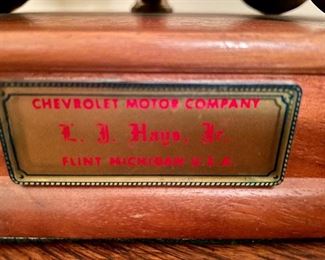 CHEVROLET MOTOR COMPANY
L. J. Hays, Jr.
FLINT MICHIGAN U.S.A.